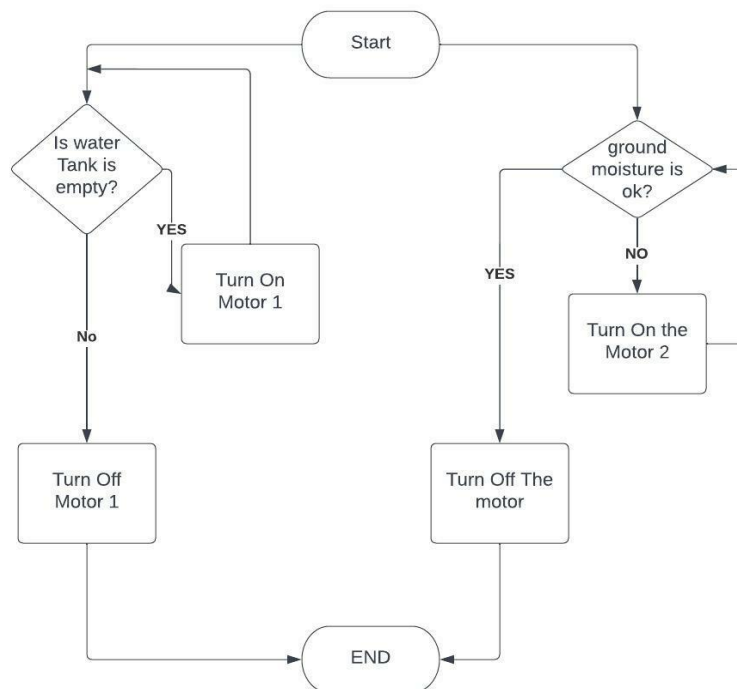 Start
Is water
Tank is
empty?
ground
moisture is
ok?
YES
NO
YES
Turn On
Motor 1
Turn On the
Motor 2
No
Turn Off
Motor 1
Turn Off The
motor
END